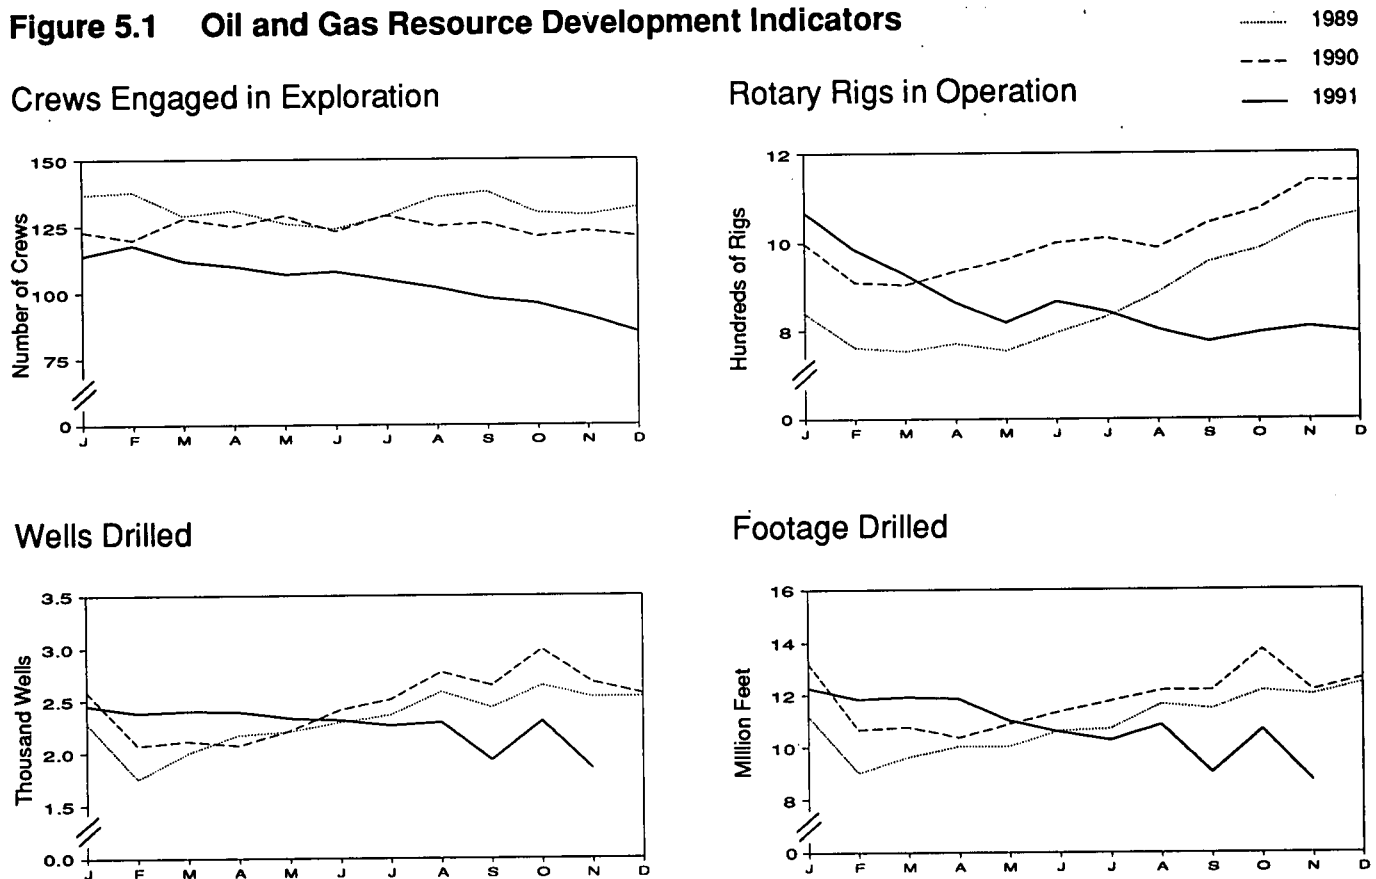 Figure 5.1 Oil and Gas Resource Development Indicators
1989
1990
1991
Crews Engaged in Exploration
Number of Crews
150
125
100
75
0
J F M A M J J A S O N D
Rotary Rigs in Operation
Hundreds of Rigs
12
10
8
0
J F M A M J J A S O N D
Wells Drilled
Thousand Wells
3.5
3.0
2.5
2.0
1.5
0.0
J F M A M J J A S O N D
Footage Drilled
Million Feet
16
14
12
10
8
0
J F M A M J J A S O N D